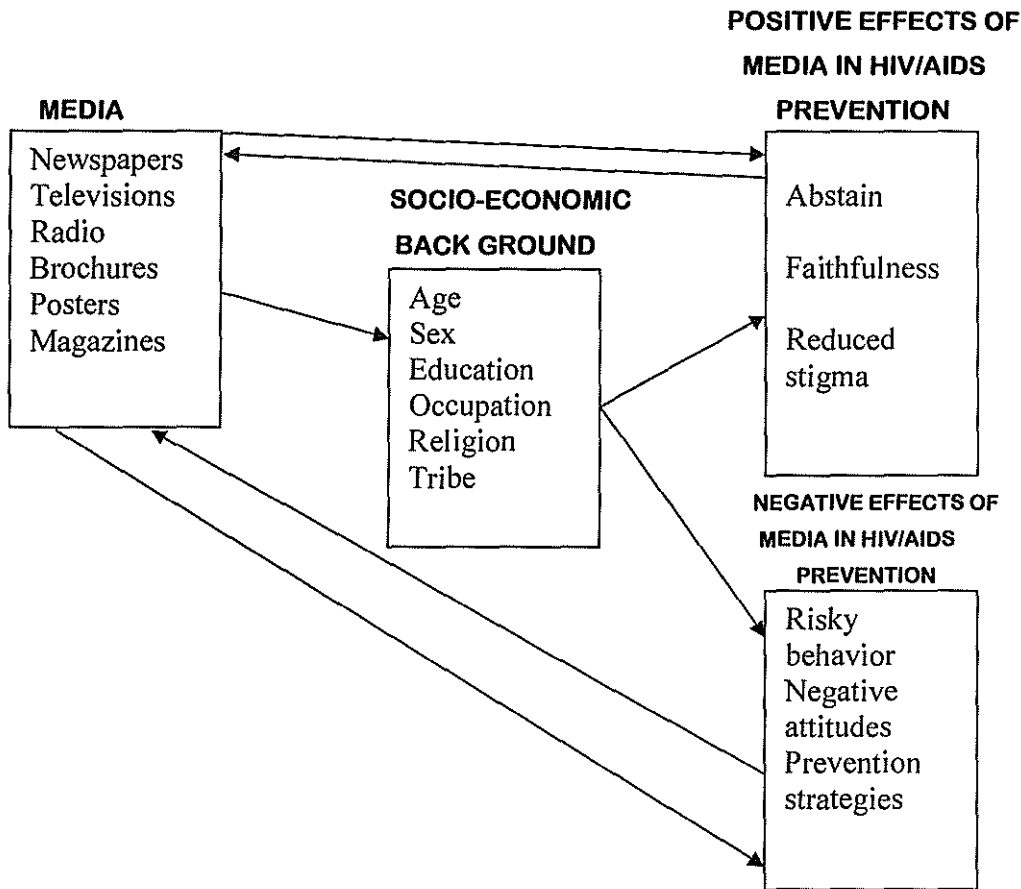 POSITIVE EFFECTS OF
MEDIA IN HIV/AIDS
PREVENTION
MEDIA
Newspapers
Televisions
Radio
Brochures
Posters
Magazines
SOCIO-ECONOMIC
BACK GROUND
Age
Sex
Education
Occupation
Religion
Tribe
Abstain
Faithfulness
Reduced
stigma
NEGATIVE EFFECTS OF
MEDIA IN HIV/AIDS
PREVENTION
Risky
behavior
Negative
attitudes
Prevention
strategies